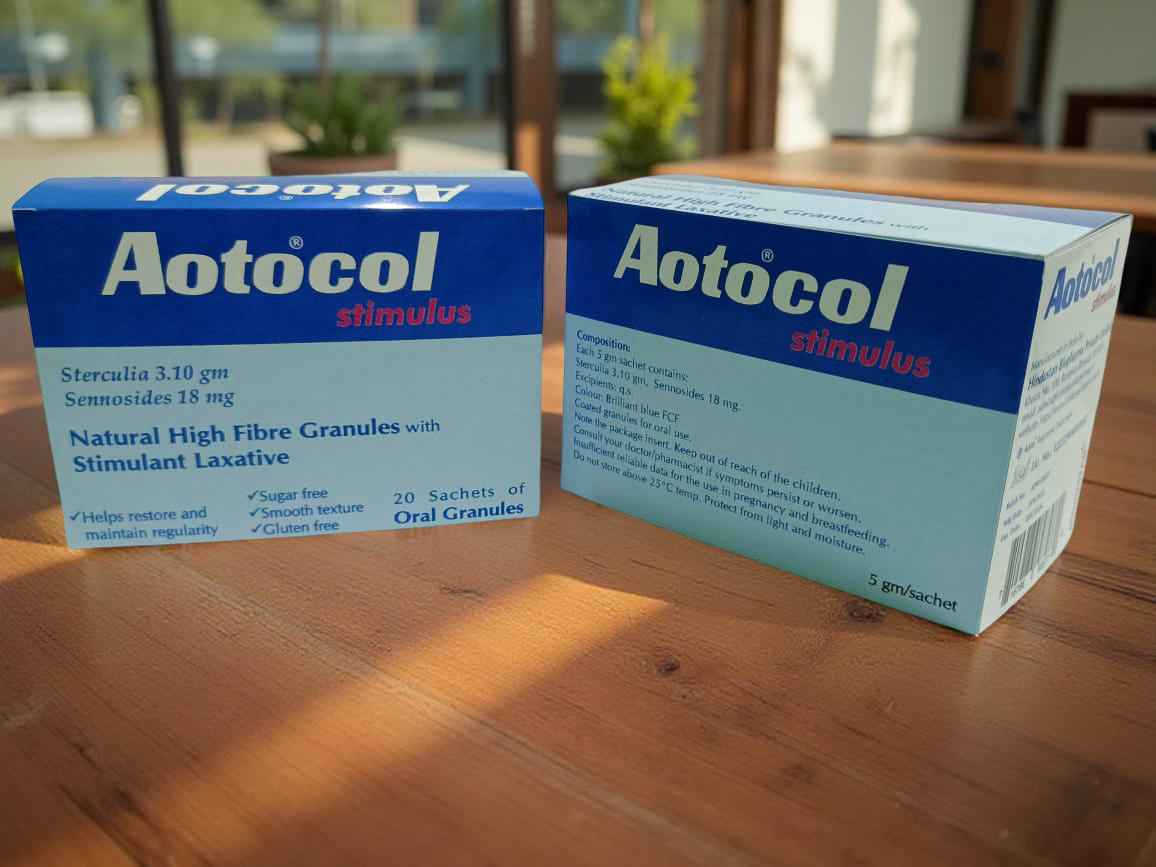 Aotocol
®
Aotocol®
stimulus
Sterculia 3.10 gm
Sennosides 18 mg
Natural High Fibre Granules with
Stimulant Laxative
✓Helps restore and
maintain regularity
✓Sugar free
✓Smooth texture
✓Gluten free
20 Sachets of
Oral Granules
Natural High Fibre Granules with
Stimulant Laxative
Aotocol®
stimulus
Composition:
Each 5 gm sachet contains:
Sterculia 3.10 gm, Sennosides 18 mg.
Excipients: q.s.
Colour: Brilliant blue FCF
Coated granules for oral use.
Note the package insert. Keep out of reach of the children.
Consult your doctor/pharmacist if symptoms persist or worsen.
Insufficient reliable data for the use in pregnancy and breastfeeding.
Do not store above 25°C temp. Protect from light and moisture.
5 gm/sachet
Aotocol
stimulus
Manufactured in India by